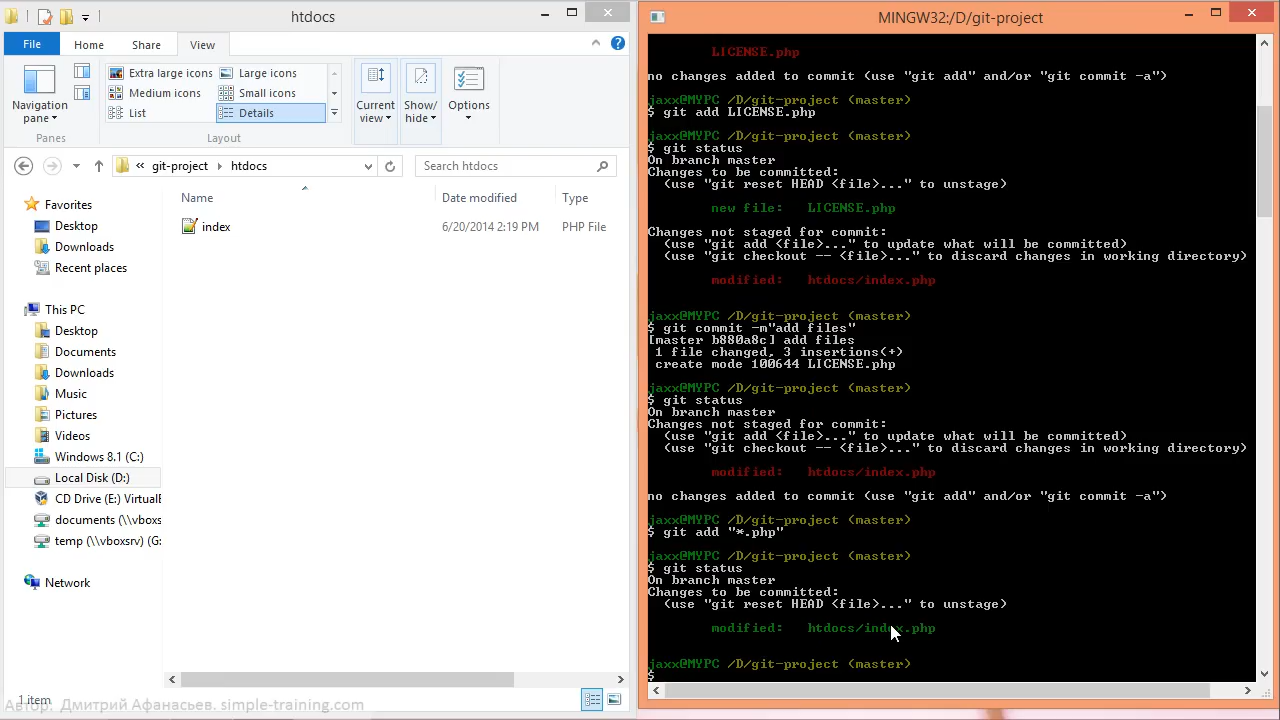 htdocs
File
Home
Share
View
Navigation
pane
Extra large icons
Large icons
Medium icons
Small icons
List
Details
Current
view
Show/
hide
Options
Panes
Layout
git-project
htdocs
Search htdocs
Name
Date modified
Type
index
6/20/2014 2:19 PM
PHP File
Favorites
Desktop
Downloads
Recent places
This PC
Desktop
Documents
Downloads
Music
Pictures
Videos
Windows 8.1 (C:)
Local Disk (D:)
CD Drive (E:) VirtualE
documents (\\vboxs
temp (\\vboxsrv) (G:
Network
1 item
Автор: Дмитрий Афанасьев. simple-training.com
MINGW32:/D/git-project
LICENSE.php
no changes added to commit (use "git add" and/or "git commit -a")
jaxx@MYPC /D/git-project (master)
$ git add LICENSE.php
jaxx@MYPC /D/git-project (master)
$ git status
On branch master
Changes to be committed:
(use "git reset HEAD <file>..." to unstage)
new file: LICENSE.php
Changes not staged for commit:
(use "git add <file>..." to update what will be committed)
(use "git checkout -- <file>..." to discard changes in working directory)
modified: htdocs/index.php
jaxx@MYPC /D/git-project (master)
$ git commit -m"add files"
[master b880a8c] add files
1 file changed, 3 insertions(+)
create mode 100644 LICENSE.php
jaxx@MYPC /D/git-project (master)
$ git status
On branch master
Changes not staged for commit:
(use "git add <file>..." to update what will be committed)
(use "git checkout -- <file>..." to discard changes in working directory)
modified: htdocs/index.php
no changes added to commit (use "git add" and/or "git commit -a")
jaxx@MYPC /D/git-project (master)
$ git add "*.php"
jaxx@MYPC /D/git-project (master)
$ git status
On branch master
Changes to be committed:
(use "git reset HEAD <file>..." to unstage)
modified: htdocs/index.php
jaxx@MYPC /D/git-project (master)
$